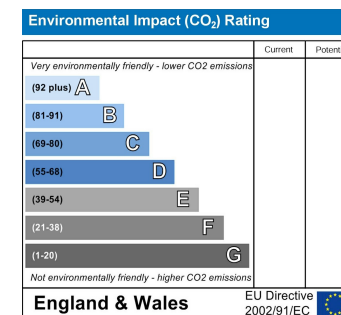 Environmental Impact (CO₂) Rating
Current Potent
Very environmentally friendly - lower CO2 emissions
(92 plus) A
(81-91) B
(69-80) C
(55-68) D
(39-54) E
(21-38) F
(1-20) G
Not environmentally friendly - higher CO2 emissions
England & Wales
EU Directive
2002/91/EC